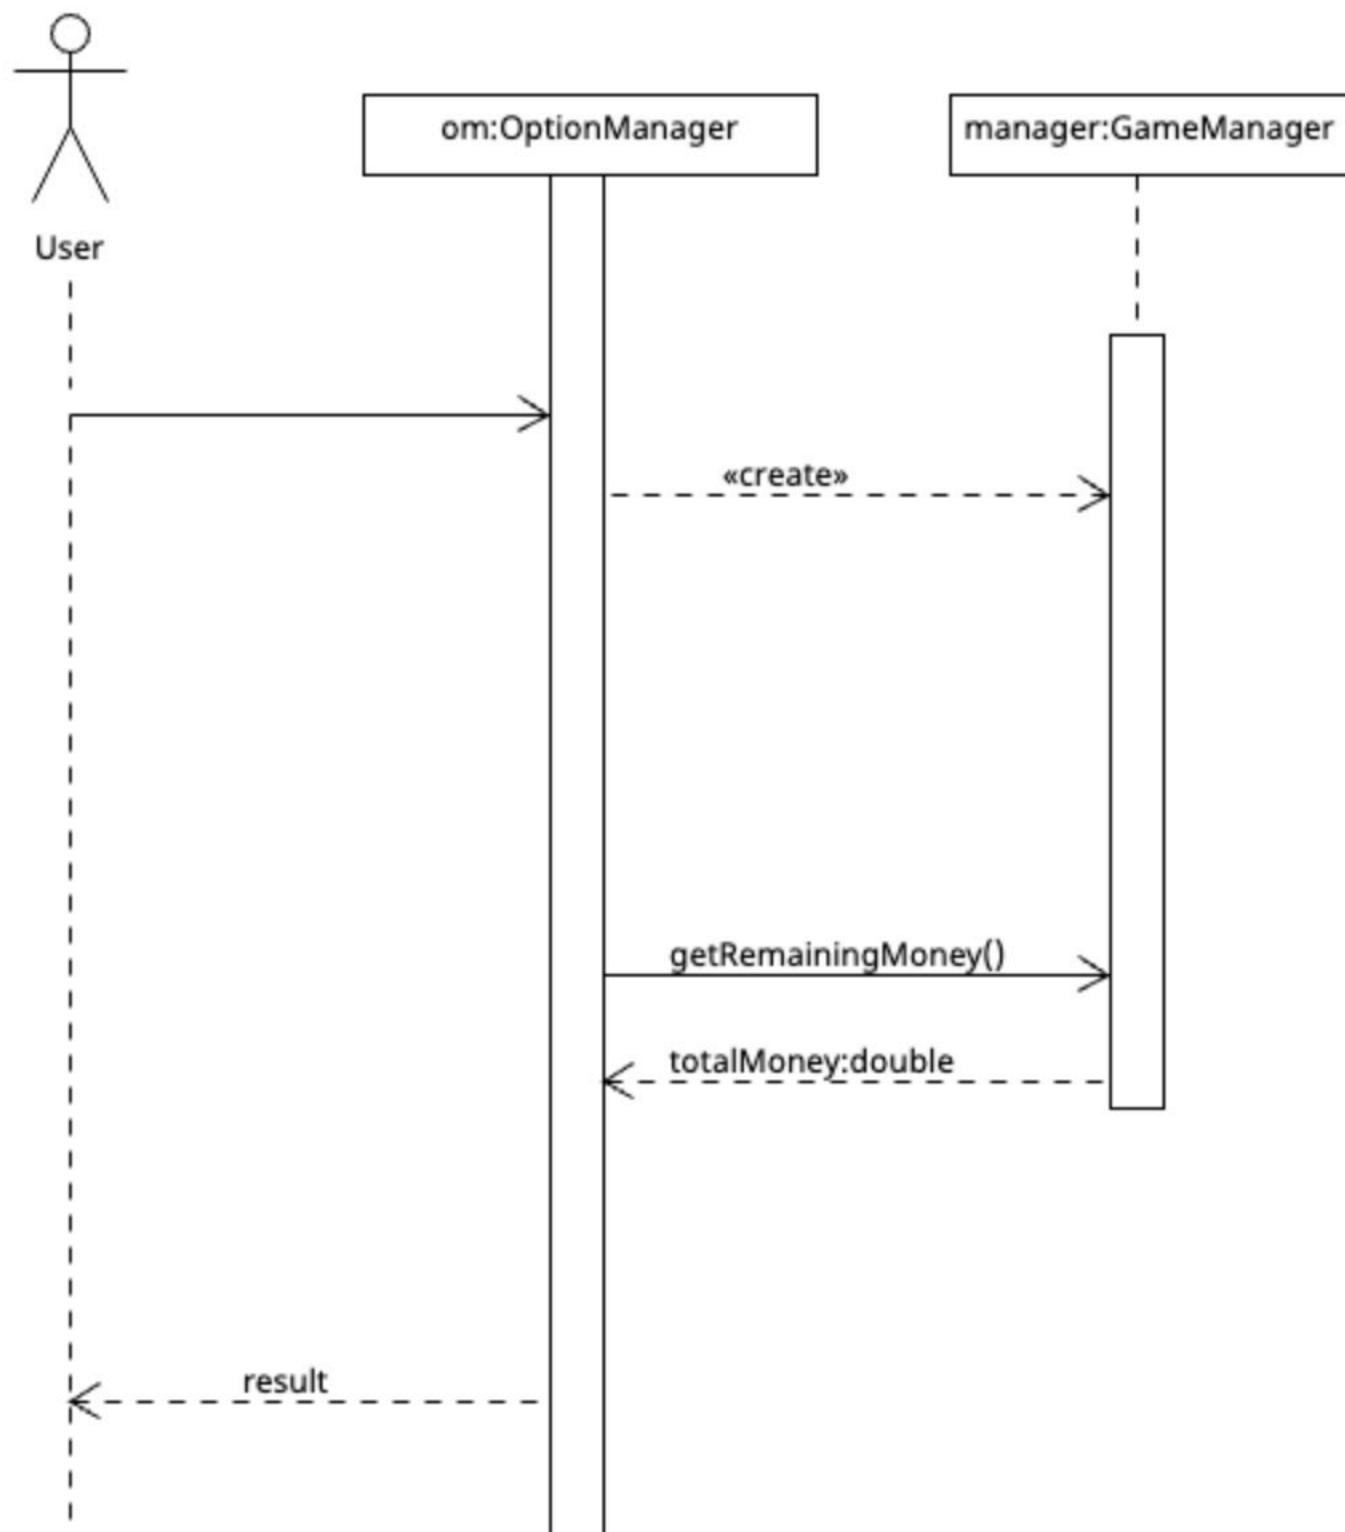 om:OptionManager
manager:GameManager
User
«create»
getRemainingMoney()
totalMoney:double
result